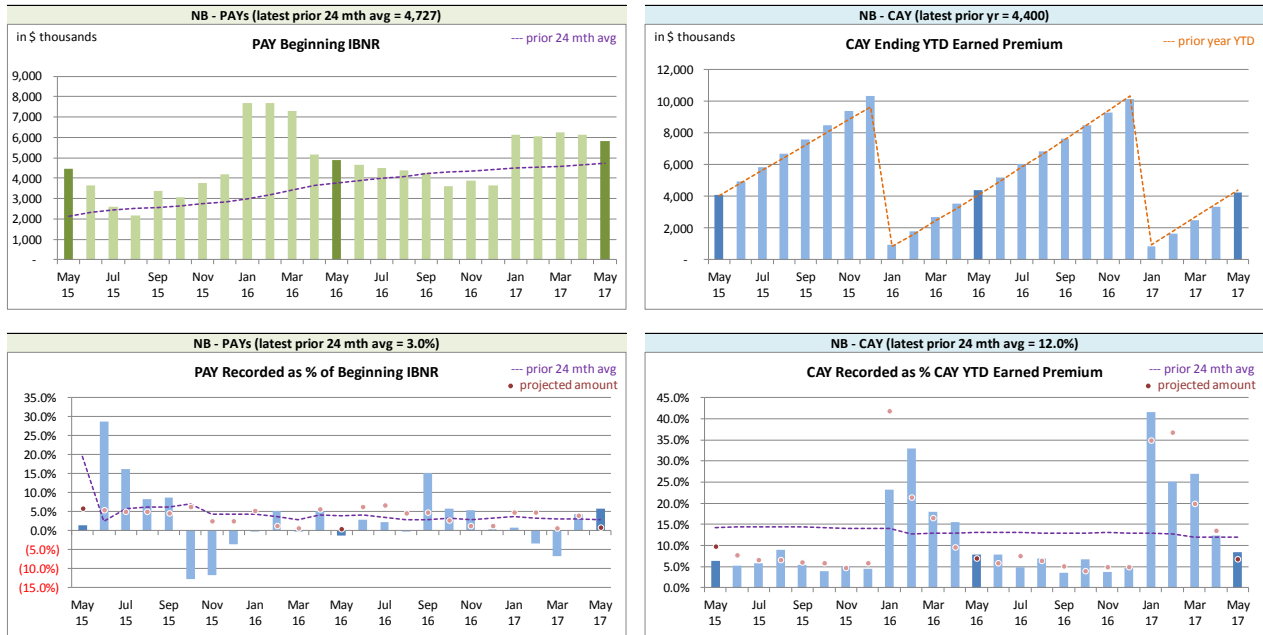 NB - PAYs (latest prior 24 mth avg = 4,727)
in $ thousands
PAY Beginning IBNR
--- prior 24 mth avg
9,000
8,000
7,000
6,000
5,000
4,000
3,000
2,000
1,000
-
May Jul Sep Nov Jan Mar May Jul Sep Nov Jan Mar May
15 15 15 15 16 16 16 16 16 16 17 17 17
NB - CAY (latest prior yr = 4,400)
in $ thousands
CAY Ending YTD Earned Premium
--- prior year YTD
12,000
10,000
8,000
6,000
4,000
2,000
-
May Jul Sep Nov Jan Mar May Jul Sep Nov Jan Mar May
15 15 15 15 16 16 16 16 16 16 17 17 17
NB - PAYs (latest prior 24 mth avg = 3.0%)
PAY Recorded as % of Beginning IBNR
--- prior 24 mth avg
projected amount
35.0%
30.0%
25.0%
20.0%
15.0%
10.0%
5.0%
0.0%
(5.0%)
(10.0%)
(15.0%)
May Jul Sep Nov Jan Mar May Jul Sep Nov Jan Mar May
15 15 15 15 16 16 16 16 16 16 17 17 17
NB - CAY (latest prior 24 mth avg = 12.0%)
CAY Recorded as % CAY YTD Earned Premium
--- prior 24 mth avg
projected amount
45.0%
40.0%
35.0%
30.0%
25.0%
20.0%
15.0%
10.0%
5.0%
0.0%
May Jul Sep Nov Jan Mar May Jul Sep Nov Jan Mar May
15 15 15 15 16 16 16 16 16 16 17 17 17